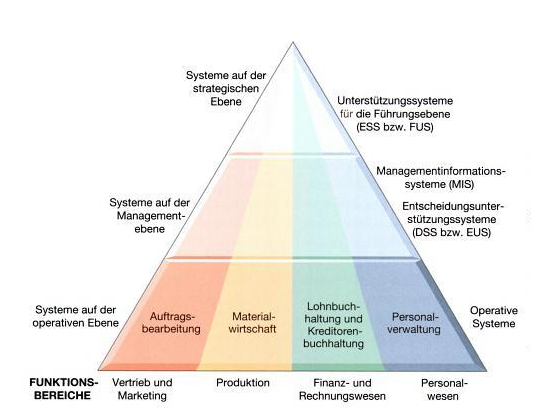 Systeme auf der
strategischen
Ebene
Unterstützungssysteme
für die Führungsebene
(ESS bzw. FUS)
Managementinformations-
systeme (MIS)
Systeme auf der
Management-
ebene
Entscheidungsunter-
stützungssysteme
(DSS bzw. EUS)
Systeme auf der
operativen Ebene
Auftrags-
bearbeitung
Material-
wirtschaft
Lohnbuch-
haltung und
Kreditoren-
buchhaltung
Personal-
verwaltung
Operative
Systeme
FUNKTIONS-
BEREICHE
Vertrieb und
Marketing
Produktion
Finanz- und
Rechnungswesen
Personal-
wesen